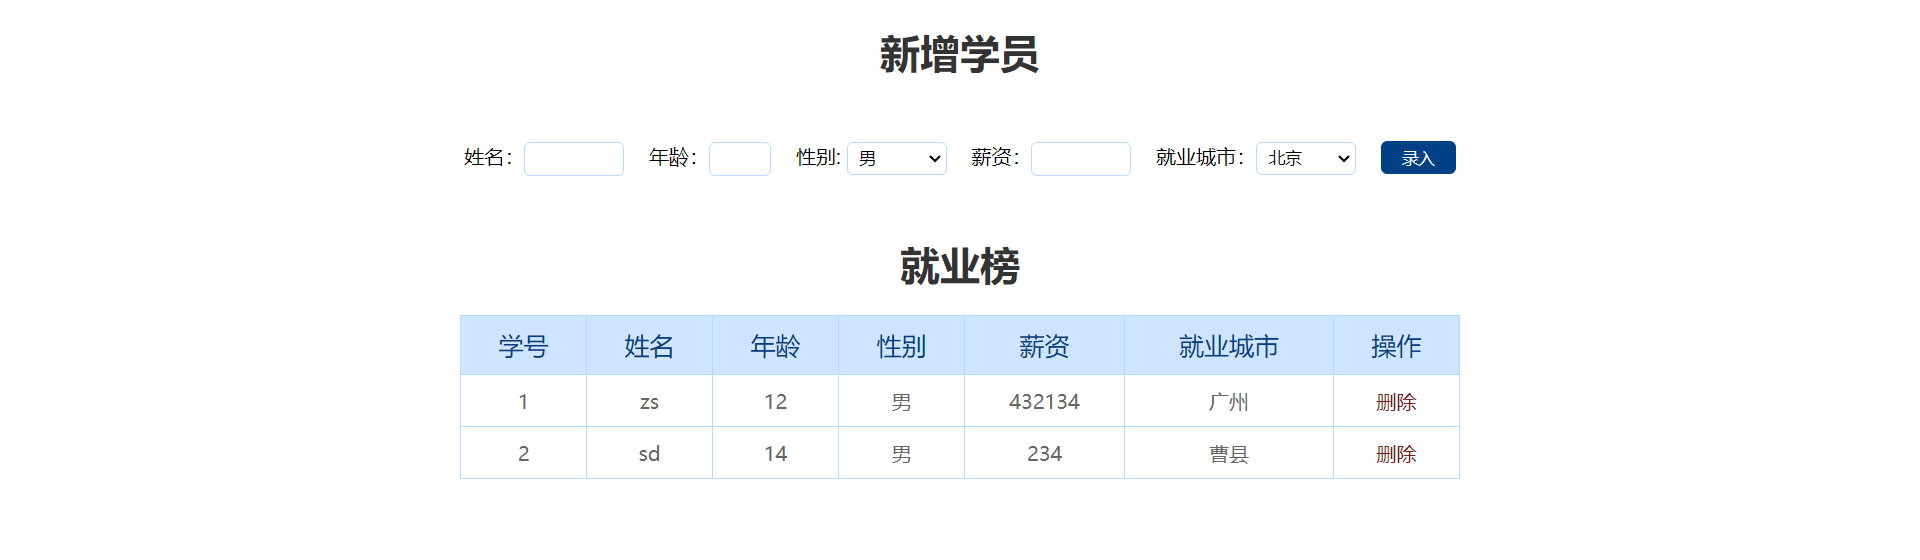 新增学员
姓名： 年龄： 性别: 男 薪资： 就业城市： 北京 录入
就业榜
学号 姓名 年龄 性别 薪资 就业城市 操作
1 zs 12 男 432134 广州 删除
2 sd 14 男 234 曹县 删除